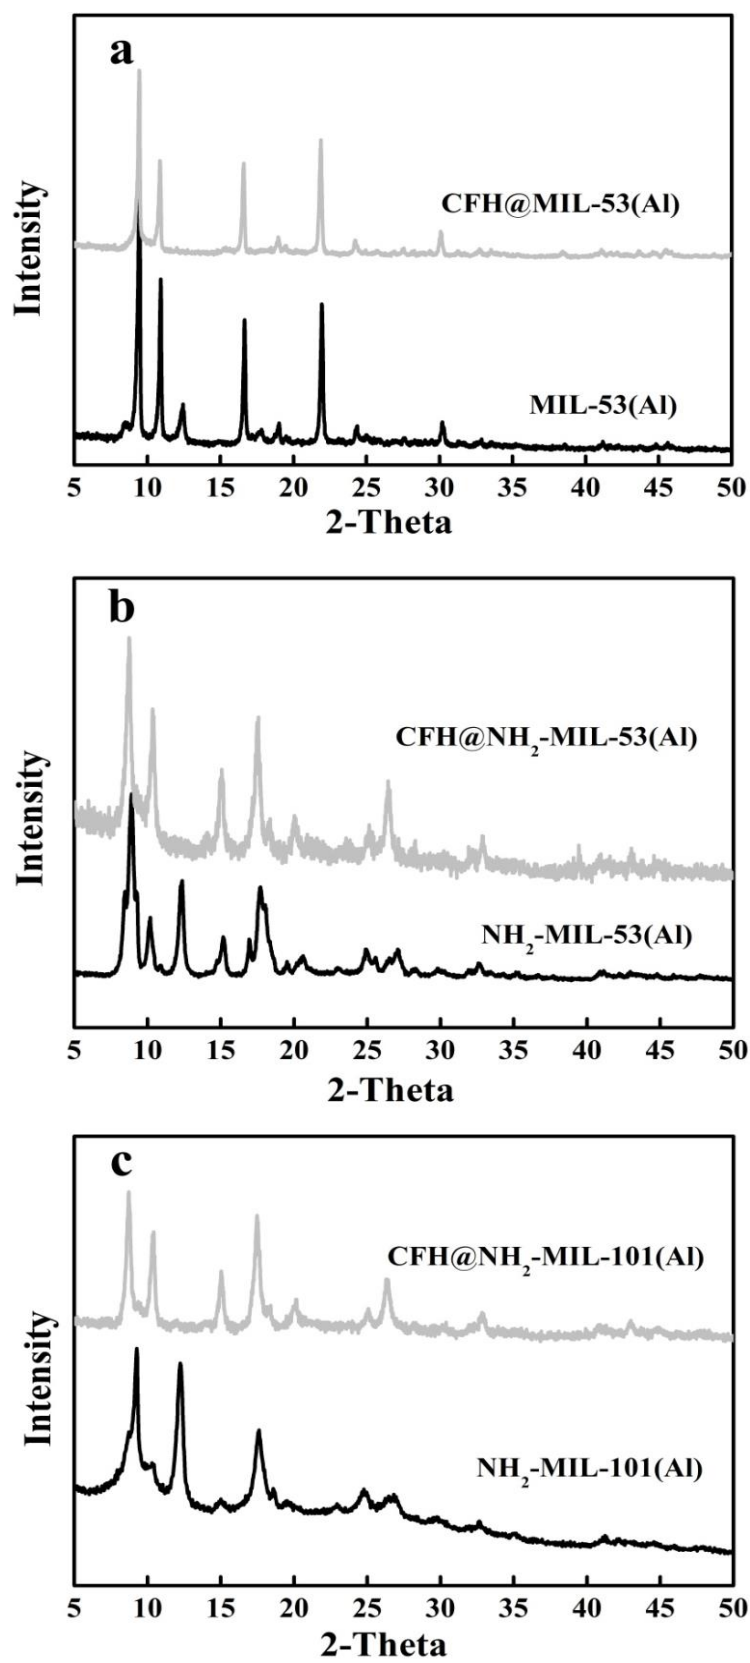 a
CFH@MIL-53(Al)
MIL-53(Al)
Intensity
5 10 15 20 25 30 35 40 45 50
2-Theta
b
CFH@NH₂-MIL-53(Al)
NH₂-MIL-53(Al)
Intensity
5 10 15 20 25 30 35 40 45 50
2-Theta
c
CFH@NH₂-MIL-101(Al)
NH₂-MIL-101(Al)
Intensity
5 10 15 20 25 30 35 40 45 50
2-Theta